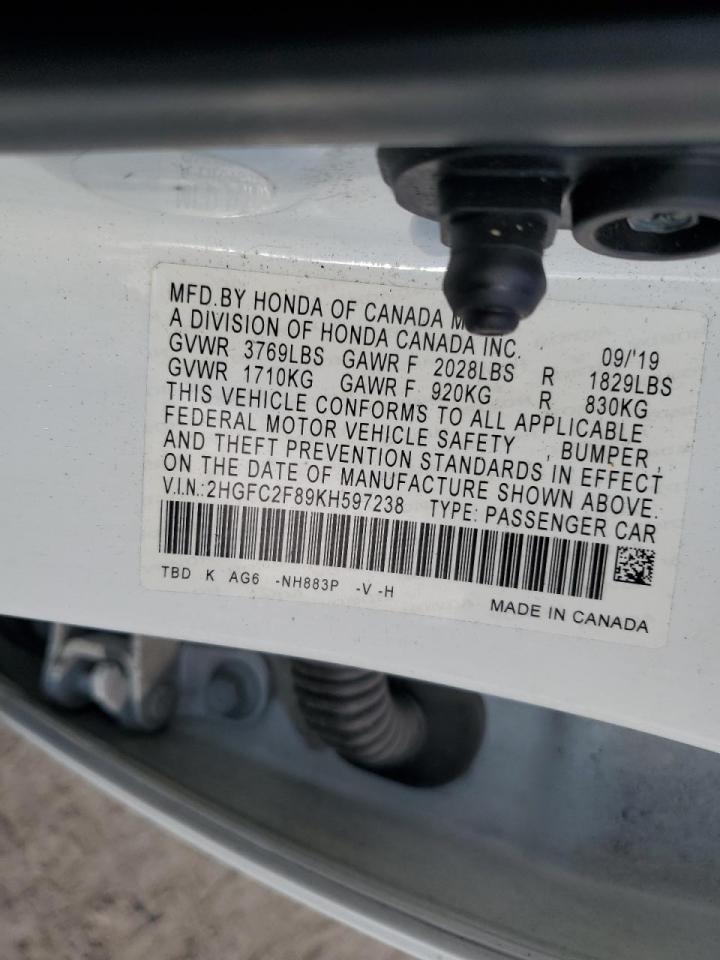 MFD.BY HONDA OF CANADA
A DIVISION OF HONDA CANADA INC. 09/'19
GVWR 3769LBS GAWR F 2028LBS R 1829LBS
GVWR 1710KG GAWR F 920KG R 830KG
THIS VEHICLE CONFORMS TO ALL APPLICABLE
FEDERAL MOTOR VEHICLE SAFETY , BUMPER ,
AND THEFT PREVENTION STANDARDS IN EFFECT
ON THE DATE OF MANUFACTURE SHOWN ABOVE.
V.I.N.:2HGFC2F89KH597238 TYPE: PASSENGER CAR
TBD K AG6 -NH883P -V -H
MADE IN CANADA